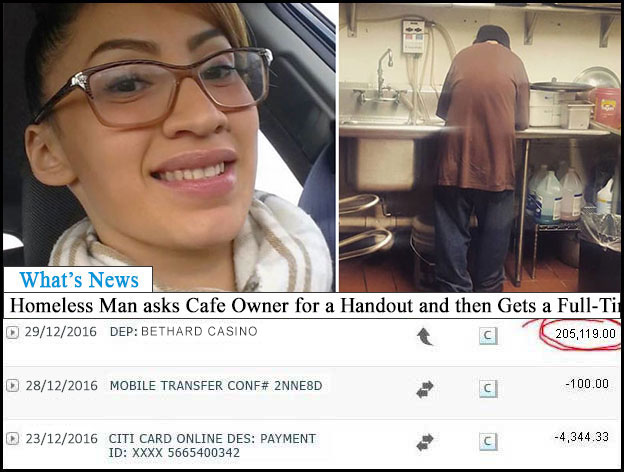 What's News
Homeless Man asks Cafe Owner for a Handout and then Gets a Full-Ti
29/12/2016 DEP: BETHARD CASINO C 205,119.00
28/12/2016 MOBILE TRANSFER CONF# 2NNE8D C -100.00
23/12/2016 CITI CARD ONLINE DES: PAYMENT C -4,344.33
ID: XXXX 5665400342